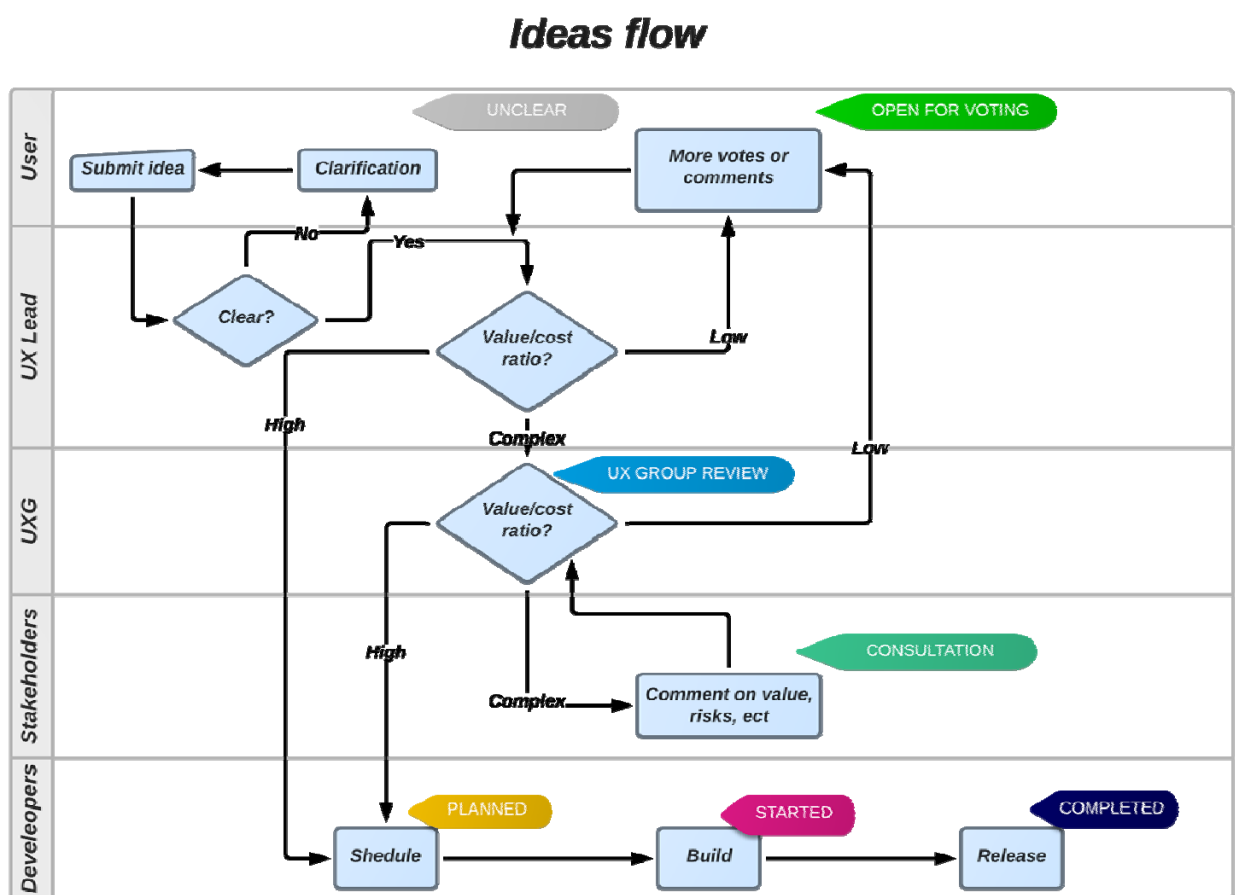 Ideas flow
User
UNCLEAR
OPEN FOR VOTING
Submit idea
Clarification
More votes or
comments
UX Lead
No
Yes
Clear?
Value/cost
ratio?
Low
High
Complex
Low
UXG
UX GROUP REVIEW
Value/cost
ratio?
Stakeholders
High
CONSULTATION
Complex
Comment on value,
risks, ect
Develeopers
PLANNED
STARTED
COMPLETED
Shedule
Build
Release